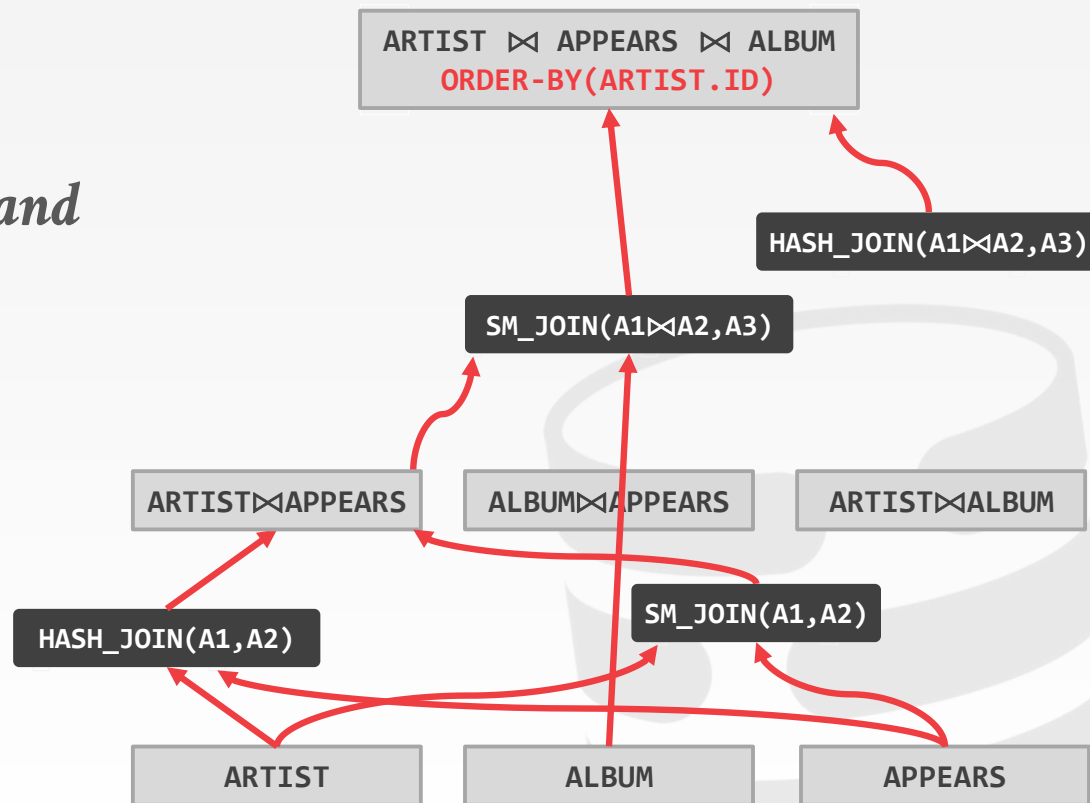 ARTIST ⋈ APPEARS ⋈ ALBUM
ORDER-BY(ARTIST.ID)
and
HASH_JOIN(A1⋈A2,A3)
SM_JOIN(A1⋈A2,A3)
ARTIST⋈APPEARS
ALBUM⋈APPEARS
ARTIST⋈ALBUM
HASH_JOIN(A1,A2)
SM_JOIN(A1,A2)
ARTIST
ALBUM
APPEARS